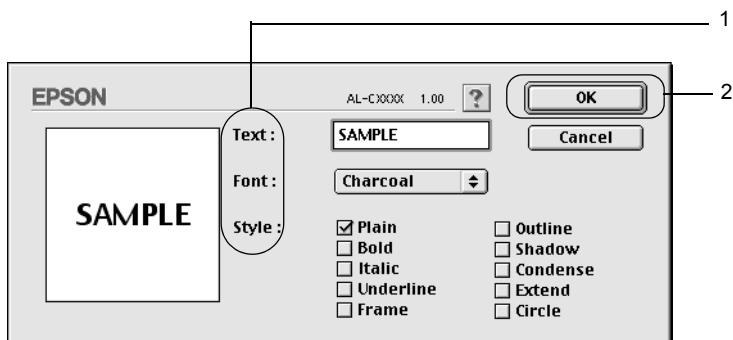 1
EPSON AL-CXXXX 1.00 ? OK 2
Text : SAMPLE Cancel
Font : Charcoal
SAMPLE
Style : Plain Outline
Bold Shadow
Italic Condense
Underline Extend
Frame Circle